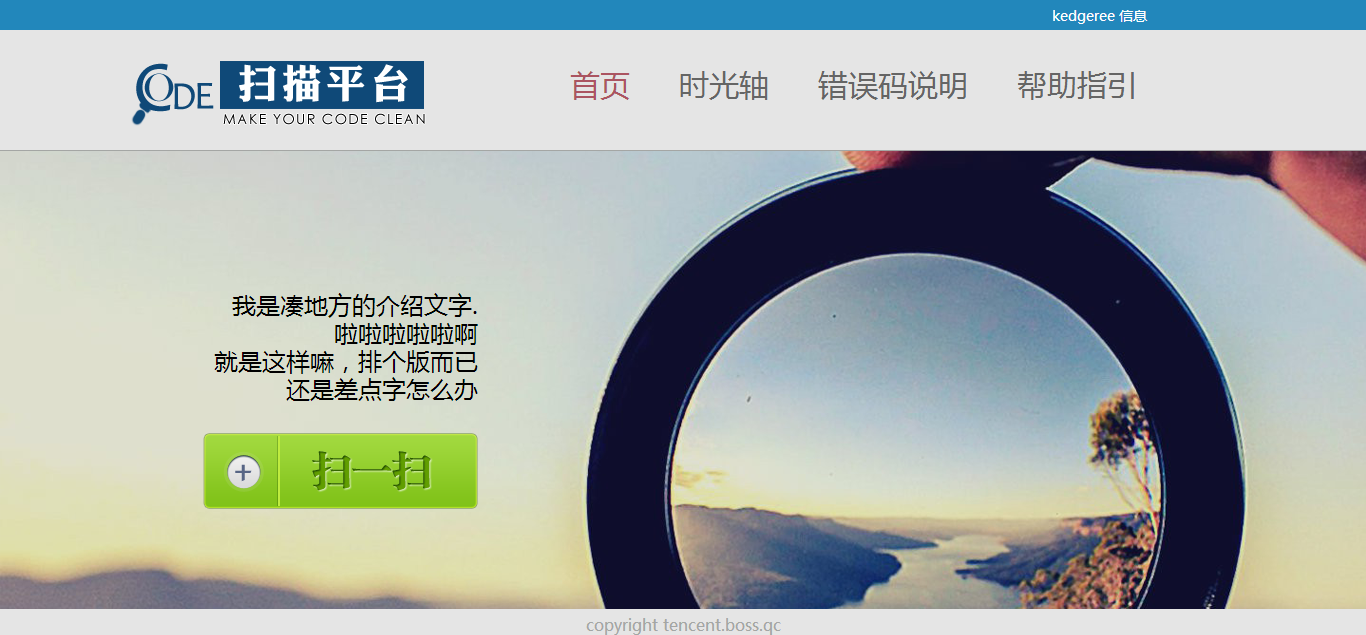 kedgeree 信息
CODE 扫描平台
MAKE YOUR CODE CLEAN
首页 时光轴 错误码说明 帮助指引
我是凑地方的介绍文字.
啦啦啦啦啦啊
就是这样嘛，排个版而已
还是差点字怎么办
扫一扫
copyright tencent.boss.qc